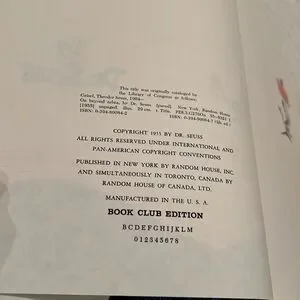 This title was originally cataloged by
the Library of Congress as follows:
Geisel, Theodor Seuss, 1904–
On beyond zebra, by Dr. Seuss [pseud]. New York, Random House
[1955] unpaged. illus. 29 cm. I. Title.
ISBN: 0-394-80084-2
COPYRIGHT 1955 BY DR. SEUSS
ALL RIGHTS RESERVED UNDER INTERNATIONAL AND
PAN-AMERICAN COPYRIGHT CONVENTIONS
PUBLISHED IN NEW YORK BY RANDOM HOUSE, INC.
AND SIMULTANEOUSLY IN TORONTO, CANADA BY
RANDOM HOUSE OF CANADA, LTD.
MANUFACTURED IN THE U. S. A.
BOOK CLUB EDITION
BCDEFGHIJKLM
012345678